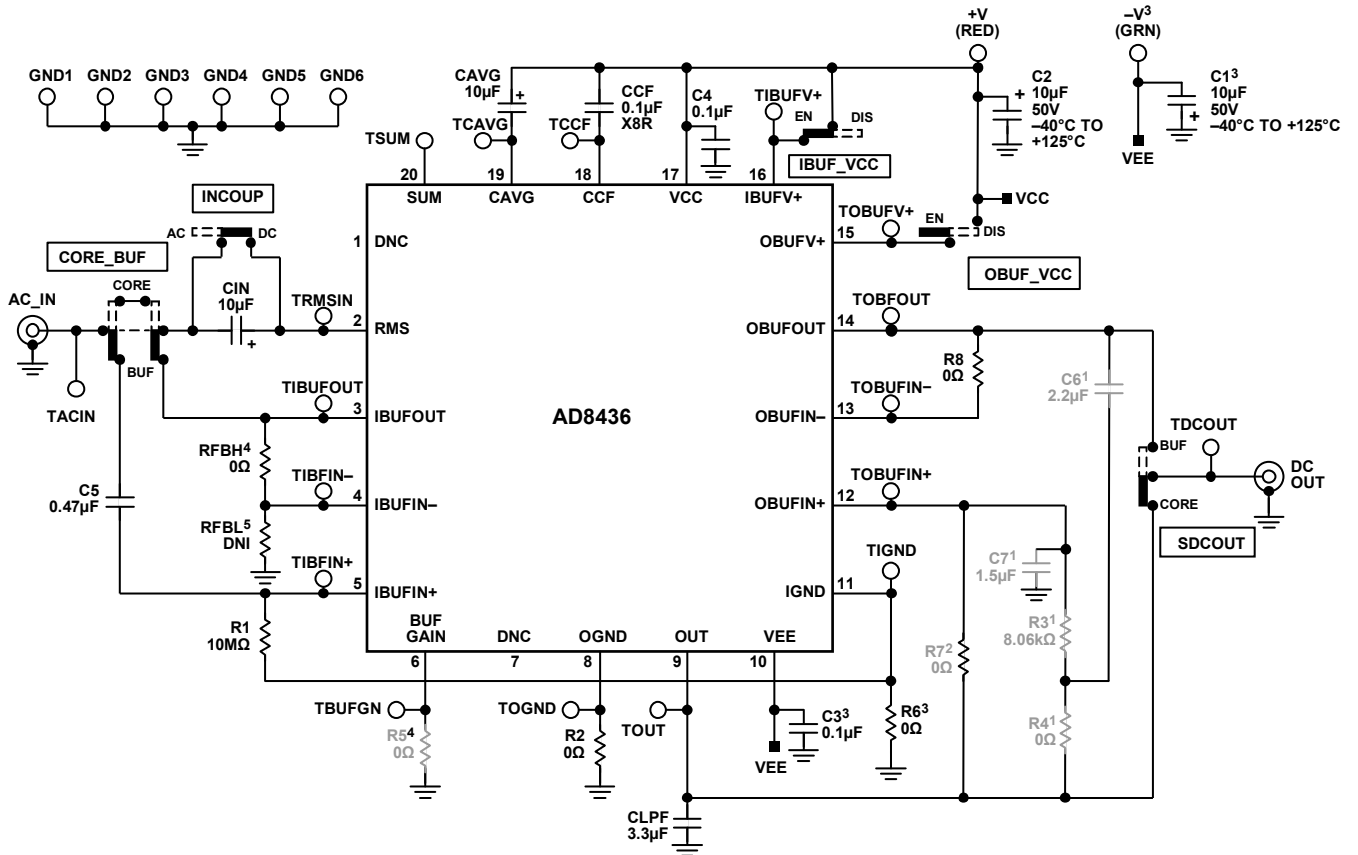 GND1 GND2 GND3 GND4 GND5 GND6
+V
(RED)
–V³
(GRN)
CAVG
10µF
+
CCF
0.1µF
X8R
C4
0.1µF
TIBUFV+
EN
DIS
IBUF_VCC
+
C2
10µF
50V
–40°C TO
+125°C
C1³
10µF
50V
+
–40°C TO +125°C
VEE
TSUM
TCAVG
TCCF
20 19 18 17 16
SUM CAVG CCF VCC IBUFV+
INCOUP
AC
DC
CORE_BUF
CORE
BUF
AC_IN
TACIN
CIN
10µF
+
TRMSIN
TIBUFOUT
RFBH⁴
0Ω
TIBFIN–
RFBL⁵
DNI
TIBFIN+
C5
0.47µF
R1
10MΩ
1 DNC
2 RMS
3 IBUFOUT
4 IBUFIN–
5 IBUFIN+
AD8436
OBUFV+ 15
OBUFOUT 14
OBUFIN– 13
OBUFIN+ 12
IGND 11
BUF
GAIN
DNC OGND OUT VEE
6 7 8 9 10
TOBUFV+
EN
DIS
VCC
OBUF_VCC
TOBFOUT
R8
0Ω
TOBUFIN–
C6¹
2.2µF
TOBUFIN+
TDCOUT
BUF
CORE
DC
OUT
SDCOUT
TIGND
C7¹
1.5µF
R3¹
8.06kΩ
R7²
0Ω
R4¹
0Ω
TBUFGN
R5⁴
0Ω
TOGND
R2
0Ω
TOUT
C3³
0.1µF
VEE
R6³
0Ω
CLPF
3.3µF